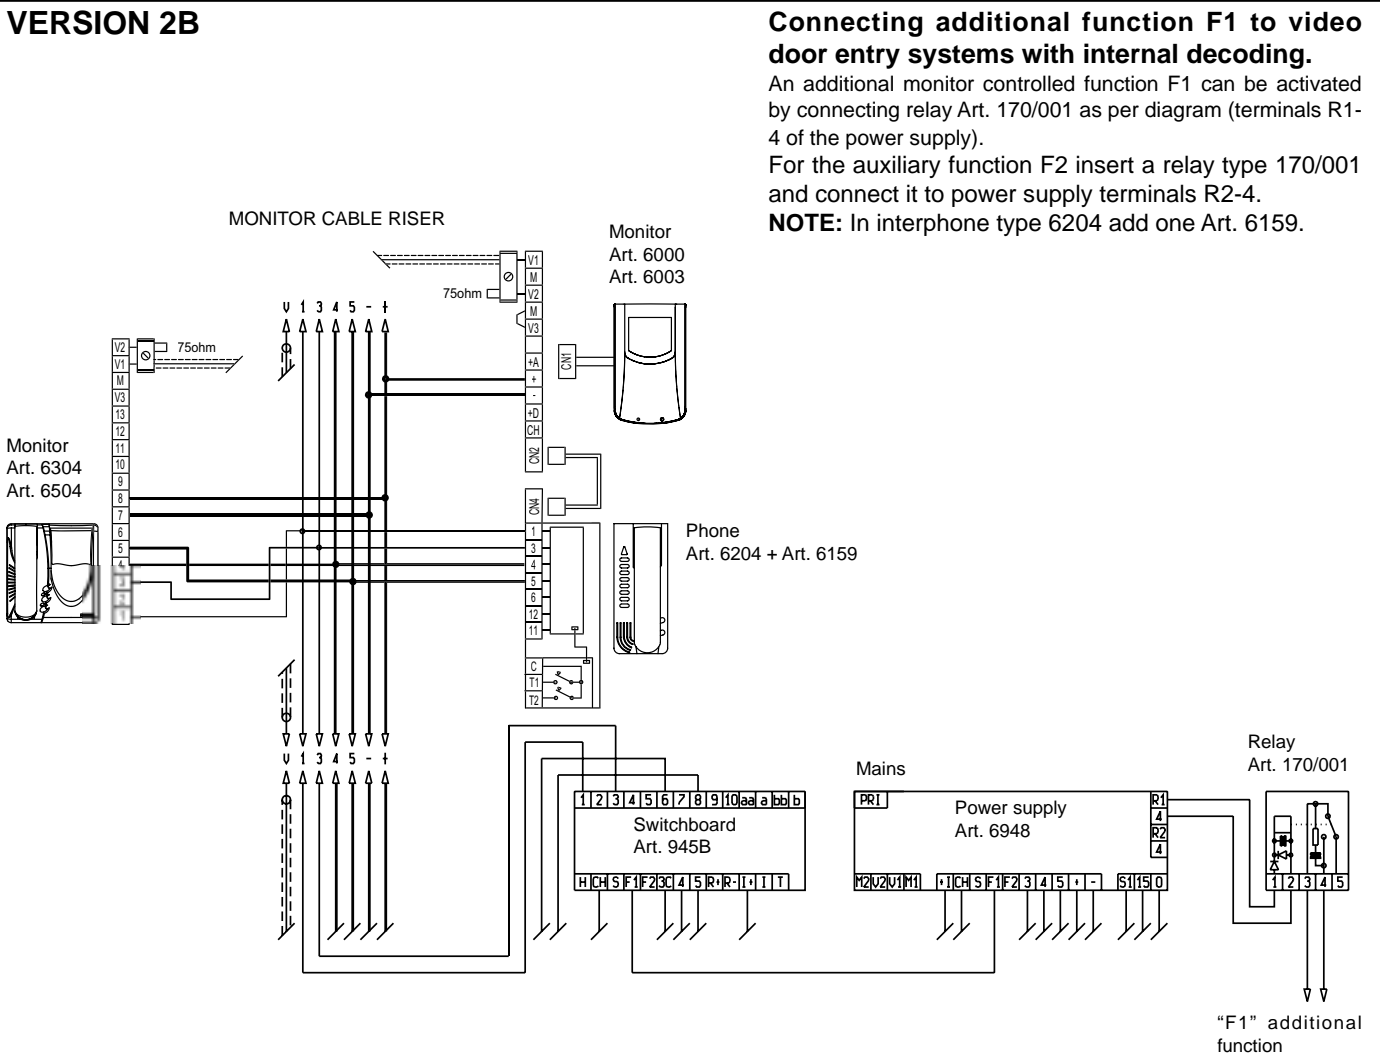 VERSION 2B
Connecting additional function F1 to video
door entry systems with internal decoding.
An additional monitor controlled function F1 can be activated
by connecting relay Art. 170/001 as per diagram (terminals R1-
4 of the power supply).
For the auxiliary function F2 insert a relay type 170/001
and connect it to power supply terminals R2-4.
NOTE: In interphone type 6204 add one Art. 6159.
MONITOR CABLE RISER
Monitor
Art. 6000
Art. 6003
V1
M
V2
M
V3
+A
+
-
+D
CH
CN2
75ohm
CN1
V 1 3 4 5 - +
75ohm
V2
V1
M
V3
13
12
11
10
9
8
7
6
5
4
3
2
1
Monitor
Art. 6304
Art. 6504
CN4
1
3
4
5
6
12
11
C
T1
T2
Phone
Art. 6204 + Art. 6159
V 1 3 4 5 - +
1 2 3 4 5 6 7 8 9 10 aa a bb b
Switchboard
Art. 945B
H CH S F1 F2 3C 4 5 R+ R- I+ I T
Mains
PRI
Power supply
Art. 6948
R1
4
R2
4
M2 V2 V1 M1 +I CH S F1 F2 3 4 5 + - S1 15 0
Relay
Art. 170/001
1 2 3 4 5
“F1” additional
function